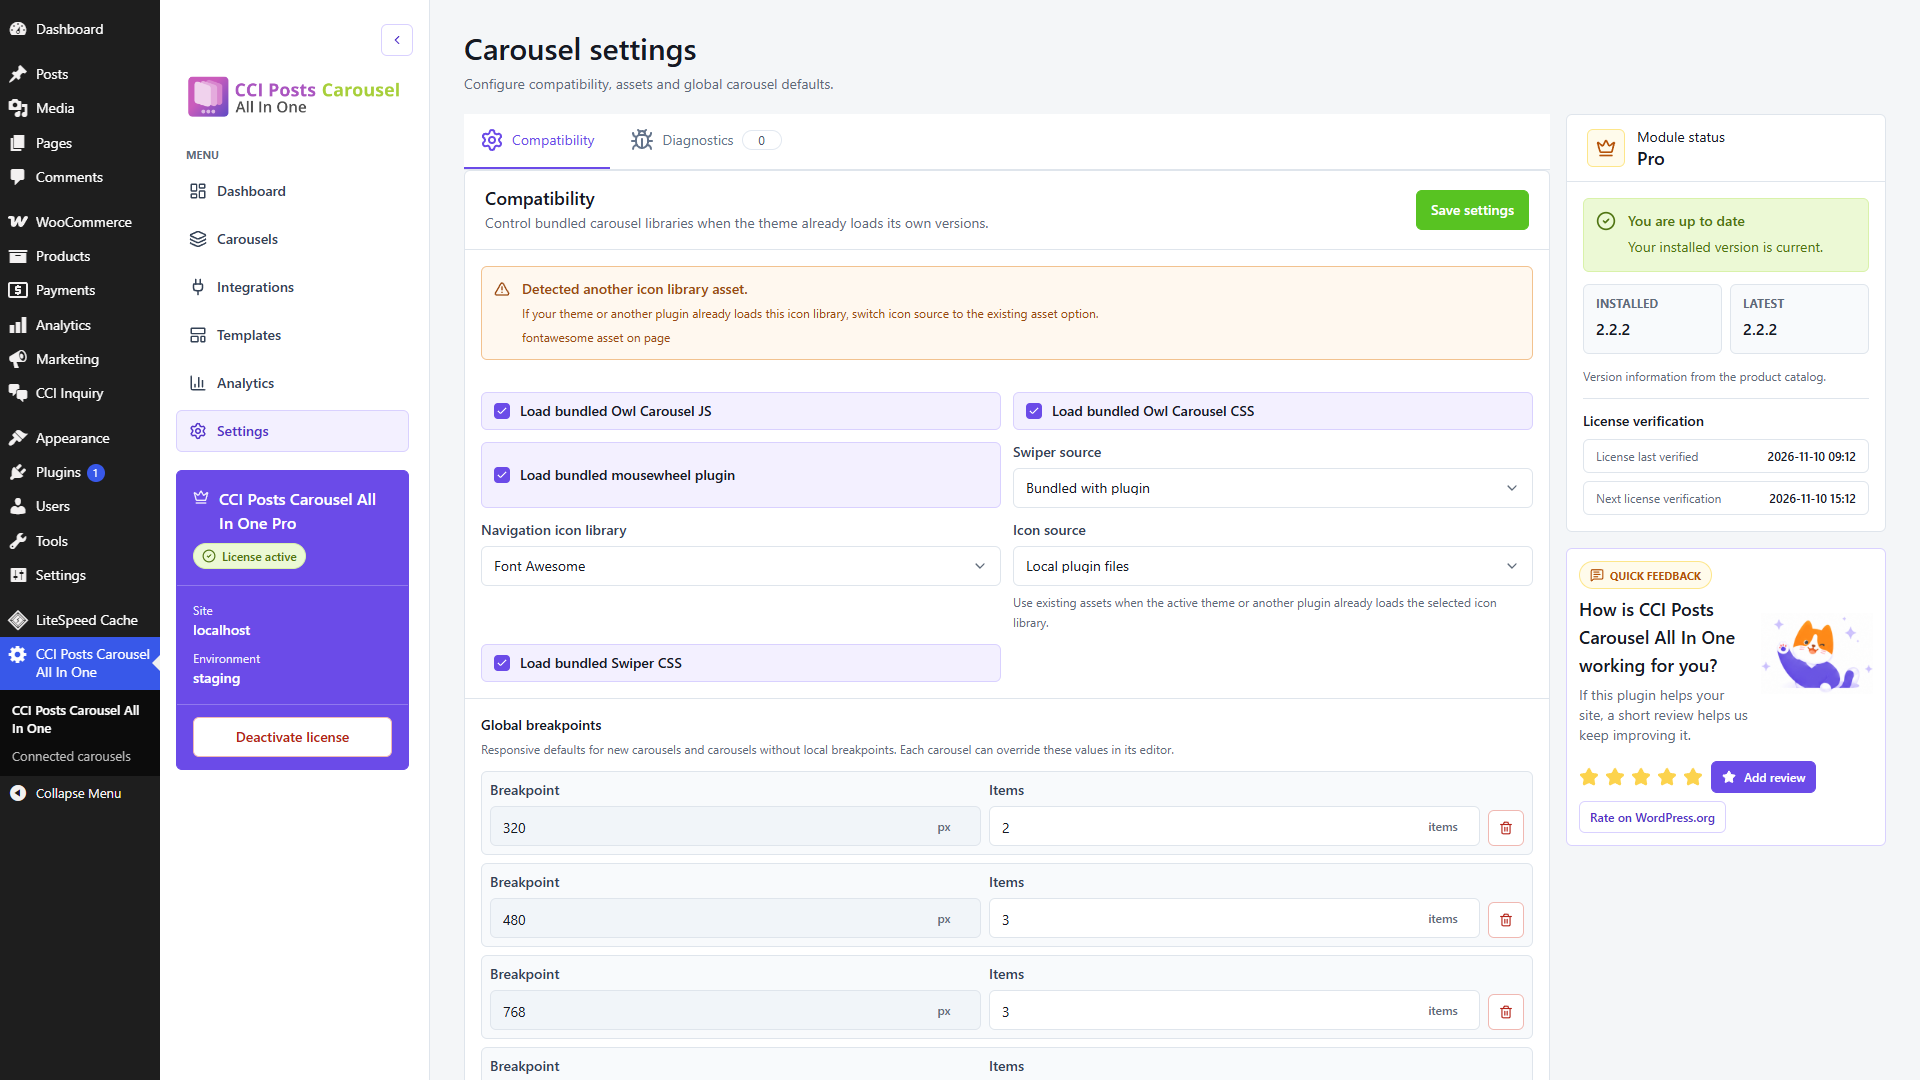 Dashboard
Posts
Media
Pages
Comments
WooCommerce
Products
Payments
Analytics
Marketing
CCI Inquiry
Appearance
Plugins 1
Users
Tools
Settings
LiteSpeed Cache
CCI Posts Carousel
All In One
CCI Posts Carousel All
In One
Connected carousels
Collapse Menu
CCI Posts Carousel
All In One
MENU
Dashboard
Carousels
Integrations
Templates
Analytics
Settings
CCI Posts Carousel All
In One Pro
License active
Site
localhost
Environment
staging
Deactivate license
Carousel settings
Configure compatibility, assets and global carousel defaults.
Compatibility
Diagnostics 0
Compatibility
Control bundled carousel libraries when the theme already loads its own versions.
Save settings
Detected another icon library asset.
If your theme or another plugin already loads this icon library, switch icon source to the existing asset option.
fontawesome asset on page
Load bundled Owl Carousel JS
Load bundled Owl Carousel CSS
Load bundled mousewheel plugin
Swiper source
Bundled with plugin
Navigation icon library
Font Awesome
Icon source
Local plugin files
Use existing assets when the active theme or another plugin already loads the selected icon
library.
Load bundled Swiper CSS
Global breakpoints
Responsive defaults for new carousels and carousels without local breakpoints. Each carousel can override these values in its editor.
Breakpoint Items
320 px 2 items
Breakpoint Items
480 px 3 items
Breakpoint Items
768 px 3 items
Breakpoint Items
Module status
Pro
You are up to date
Your installed version is current.
INSTALLED
2.2.2
LATEST
2.2.2
Version information from the product catalog.
License verification
License last verified 2026-11-10 09:12
Next license verification 2026-11-10 15:12
QUICK FEEDBACK
How is CCI Posts
Carousel All In One
working for you?
If this plugin helps your
site, a short review helps us
keep improving it.
Add review
Rate on WordPress.org